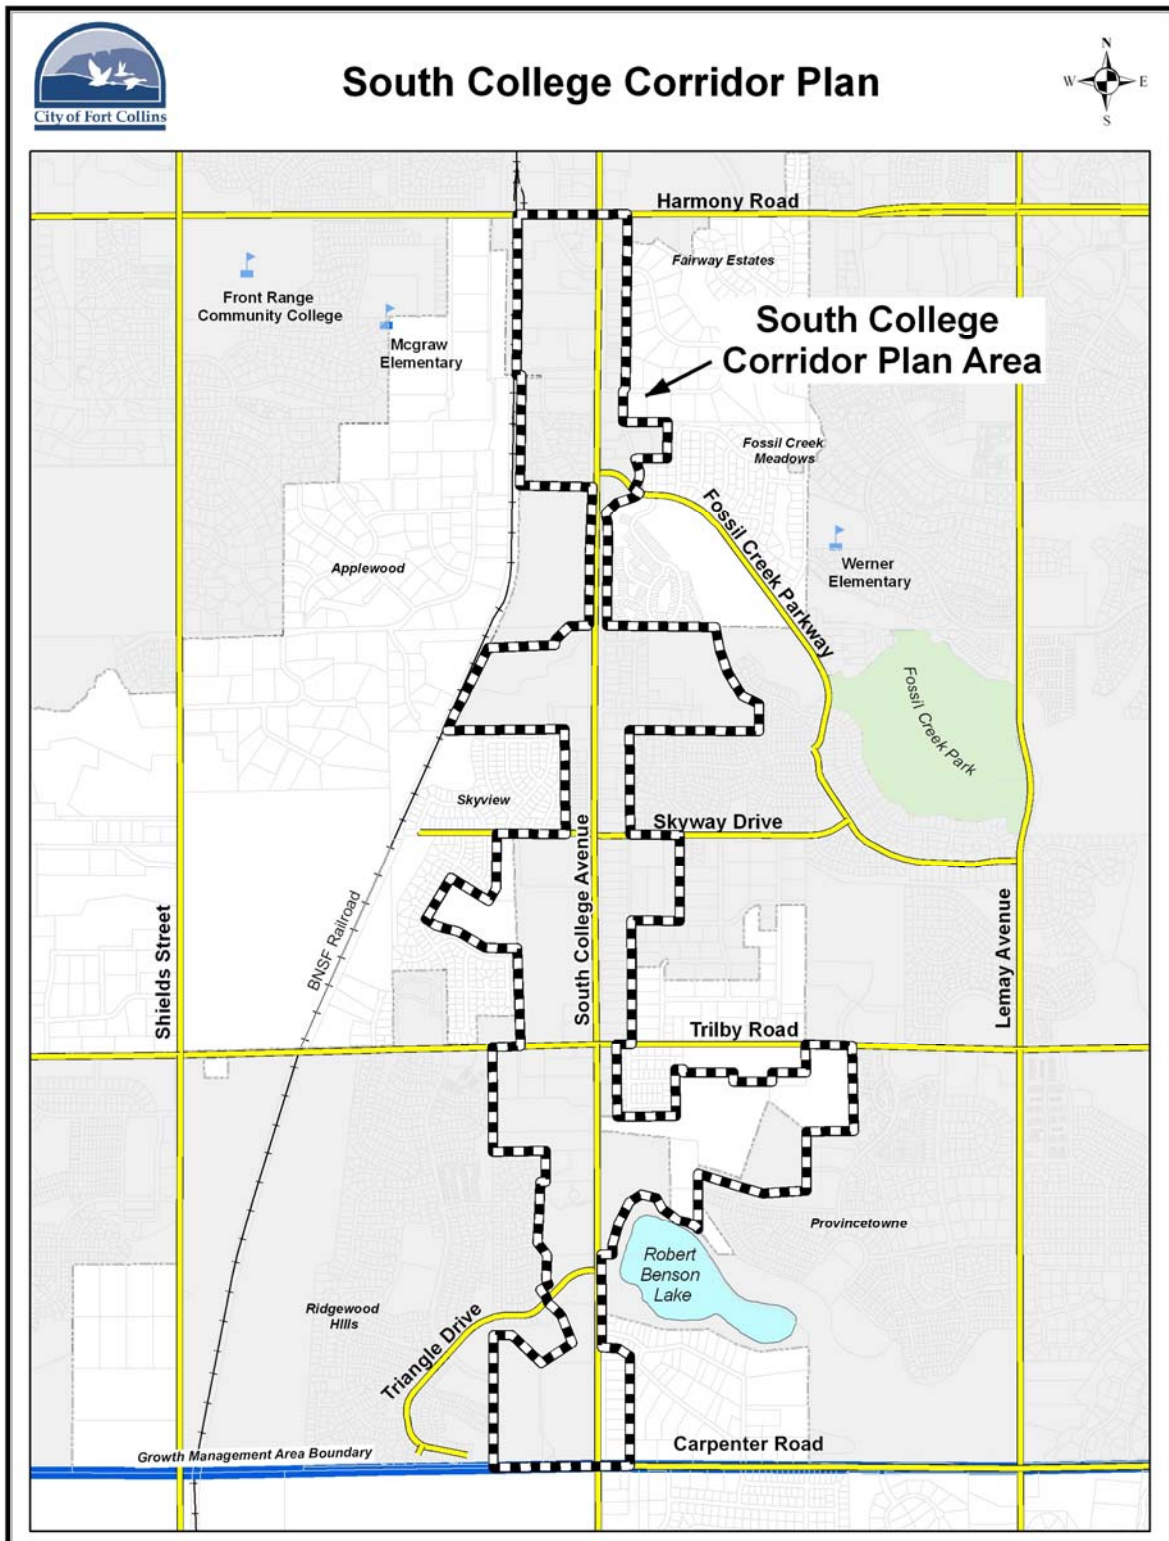 City of Fort Collins
South College Corridor Plan
N
W
E
S
Harmony Road
Fairway Estates
Front Range
Community College
Mcgraw
Elementary
South College
Corridor Plan Area
Fossil Creek
Meadows
Fossil Creek Parkway
Werner
Elementary
Applewood
Fossil Creek Park
Skyview
Skyway Drive
South College Avenue
BNSF Railroad
Shields Street
Lemay Avenue
Trilby Road
Provincetowne
Robert
Benson
Lake
Ridgewood
HIlls
Triangle Drive
Carpenter Road
Growth Management Area Boundary